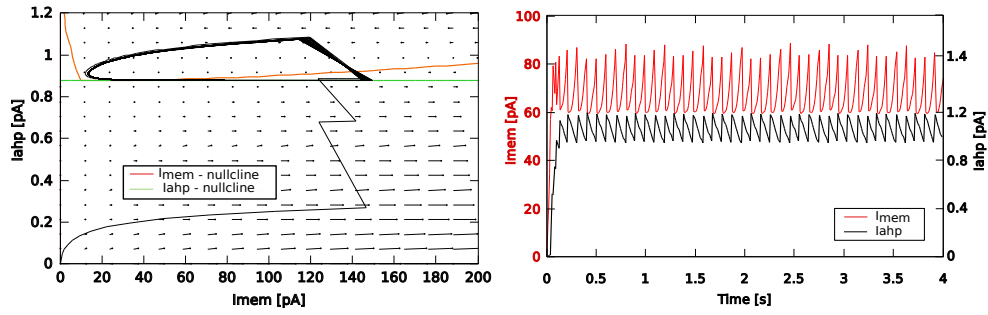 1.2
1
0.8
0.6
0.4
0.2
0
Iahp [pA]
Imem - nullcline
Iahp - nullcline
0 20 40 60 80 100 120 140 160 180 200
Imem [pA]
100
80
60
40
20
0
Imem [pA]
1.4
1.2
0.8
0.4
0
Iahp [pA]
Imem
Iahp
0 0.5 1 1.5 2 2.5 3 3.5 4
Time [s]